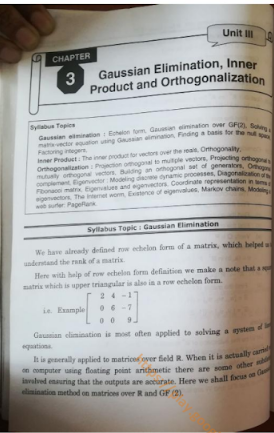 Unit III
CHAPTER
3
Gaussian Elimination, Inner
Product and Orthogonalization
Syllabus Topics
Gaussian elimination : Echelon form, Gaussian elimination over GF(2), Solving a
matrix-vector equation using Gaussian elimination, Finding a basis for the null space,
Factoring integers,
Inner Product : The inner product for vectors over the reals, Orthogonality,
Orthogonalization : Projection orthogonal to multiple vectors, Projecting orthogonal
mutually orthogonal vectors, Building an orthogonal set of generators, Orthogonal
complement, Eigenvector : Modeling discrete dynamic processes, Diagonalization of
Fibonacci matrix, Eigenvalues and eigenvectors, Coordinate representation in terms of
eigenvectors, The Internet worm, Existence of eigenvalues, Markov chains, Modeling
web surfer: PageRank.
Syllabus Topic : Gaussian Elimination
We have already defined row echelon form of a matrix, which helped us
understand the rank of a matrix.
Here with help of row echelon form definition we make a note that a
matrix which is upper triangular is also in a row echelon form.
i.e. Example
2 4 -1
0 6 -7
0 0 9
Gaussian elimination is most often applied to solving a system of
equations.
It is generally applied to matrices over field R. When it is actually carried
on computer using floating point arithmetic there are some other
involved ensuring that the outputs are accurate. Here we shall focus on
elimination method on matrices over R and GF (2).